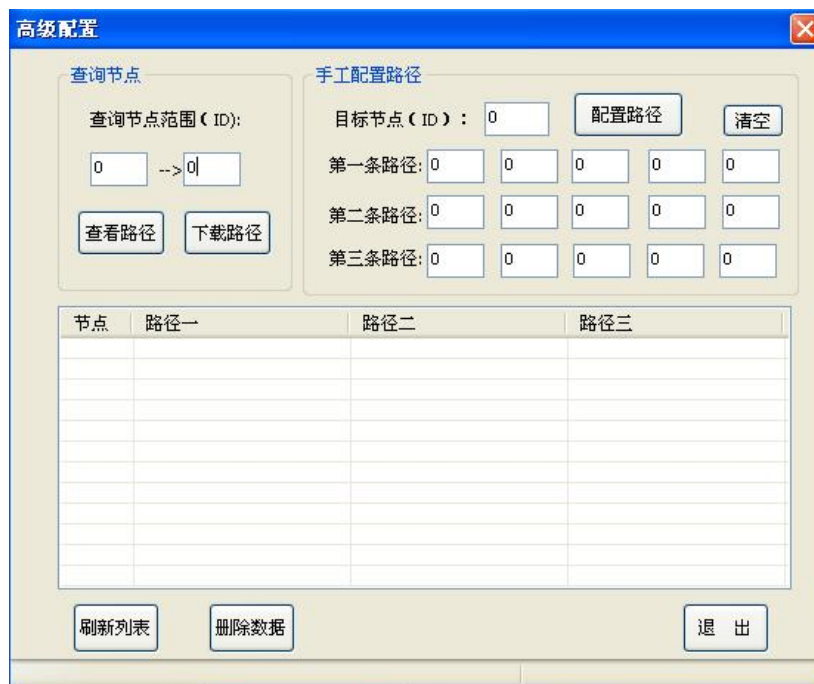 高级配置
查询节点
查询节点范围(ID):
0 -->0
查看路径 下载路径
手工配置路径
目标节点(ID): 0 配置路径 清空
第一条路径: 0 0 0 0 0
第二条路径: 0 0 0 0 0
第三条路径: 0 0 0 0 0
节点 路径一 路径二 路径三
刷新列表 删除数据 退 出